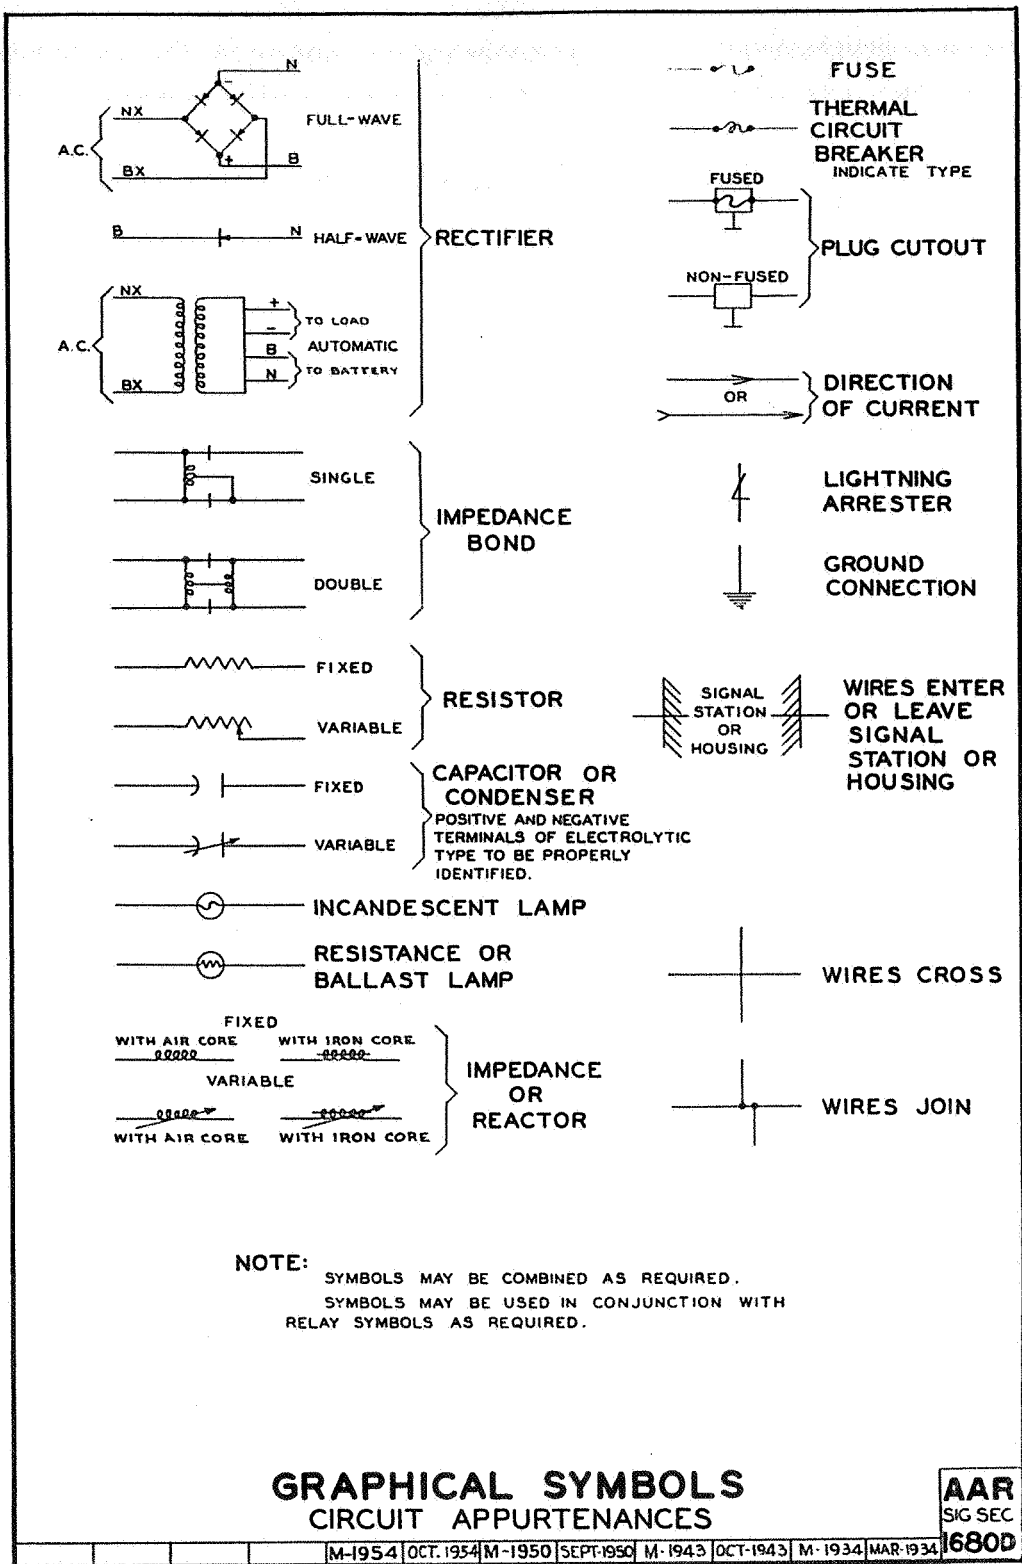 N
NX
FULL-WAVE
A.C.
-
+
B
BX
B
N
HALF-WAVE
RECTIFIER
NX
+
TO LOAD
-
A.C.
AUTOMATIC
B
TO BATTERY
N
BX
SINGLE
IMPEDANCE
BOND
DOUBLE
FIXED
RESISTOR
VARIABLE
FIXED
CAPACITOR OR
CONDENSER
POSITIVE AND NEGATIVE
TERMINALS OF ELECTROLYTIC
TYPE TO BE PROPERLY
IDENTIFIED.
VARIABLE
INCANDESCENT LAMP
RESISTANCE OR
BALLAST LAMP
FIXED
WITH AIR CORE
WITH IRON CORE
VARIABLE
WITH AIR CORE
WITH IRON CORE
IMPEDANCE
OR
REACTOR
FUSE
THERMAL
CIRCUIT
BREAKER
INDICATE TYPE
FUSED
PLUG CUTOUT
NON-FUSED
OR
DIRECTION
OF CURRENT
LIGHTNING
ARRESTER
GROUND
CONNECTION
SIGNAL
STATION
OR
HOUSING
WIRES ENTER
OR LEAVE
SIGNAL
STATION OR
HOUSING
WIRES CROSS
WIRES JOIN
NOTE:
SYMBOLS MAY BE COMBINED AS REQUIRED.
SYMBOLS MAY BE USED IN CONJUNCTION WITH
RELAY SYMBOLS AS REQUIRED.
GRAPHICAL SYMBOLS
CIRCUIT APPURTENANCES
AAR
SIG SEC
1680D
M-1954 OCT. 1954 M-1950 SEPT-1950 M-1943 OCT-1943 M-1934 MAR-1934